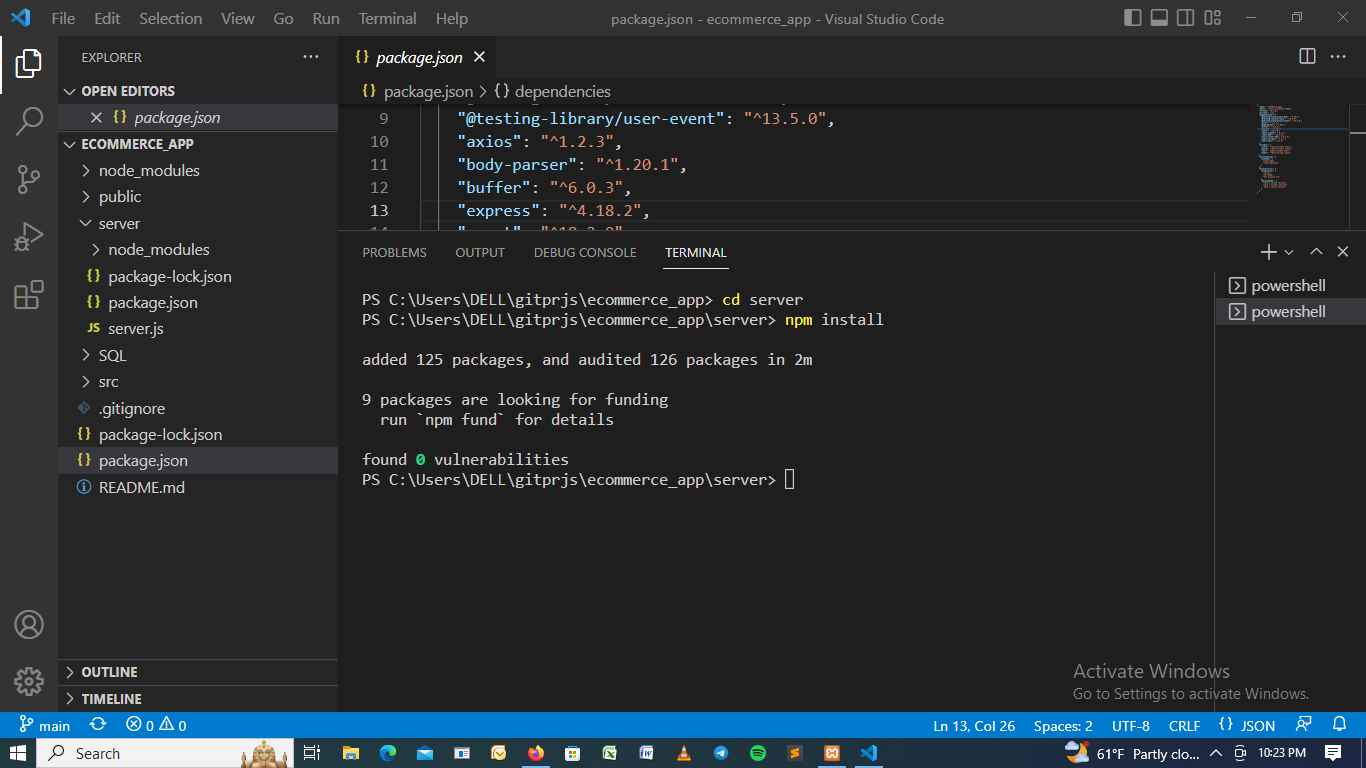 File Edit Selection View Go Run Terminal Help
package.json - ecommerce_app - Visual Studio Code
EXPLORER
OPEN EDITORS
package.json
ECOMMERCE_APP
node_modules
public
server
node_modules
package-lock.json
package.json
JS server.js
SQL
src
.gitignore
package-lock.json
package.json
README.md
OUTLINE
TIMELINE
{} package.json
{} package.json > {} dependencies
9 "@testing-library/user-event": "^13.5.0",
10 "axios": "^1.2.3",
11 "body-parser": "^1.20.1",
12 "buffer": "^6.0.3",
13 "express": "^4.18.2",
PROBLEMS OUTPUT DEBUG CONSOLE TERMINAL
PS C:\Users\DELL\gitprjs\ecommerce_app> cd server
PS C:\Users\DELL\gitprjs\ecommerce_app\server> npm install
added 125 packages, and audited 126 packages in 2m
9 packages are looking for funding
run `npm fund` for details
found 0 vulnerabilities
PS C:\Users\DELL\gitprjs\ecommerce_app\server>
powershell
powershell
Activate Windows
Go to Settings to activate Windows.
main 0 0 Ln 13, Col 26 Spaces: 2 UTF-8 CRLF {} JSON
Search 61°F Partly clo... 10:23 PM